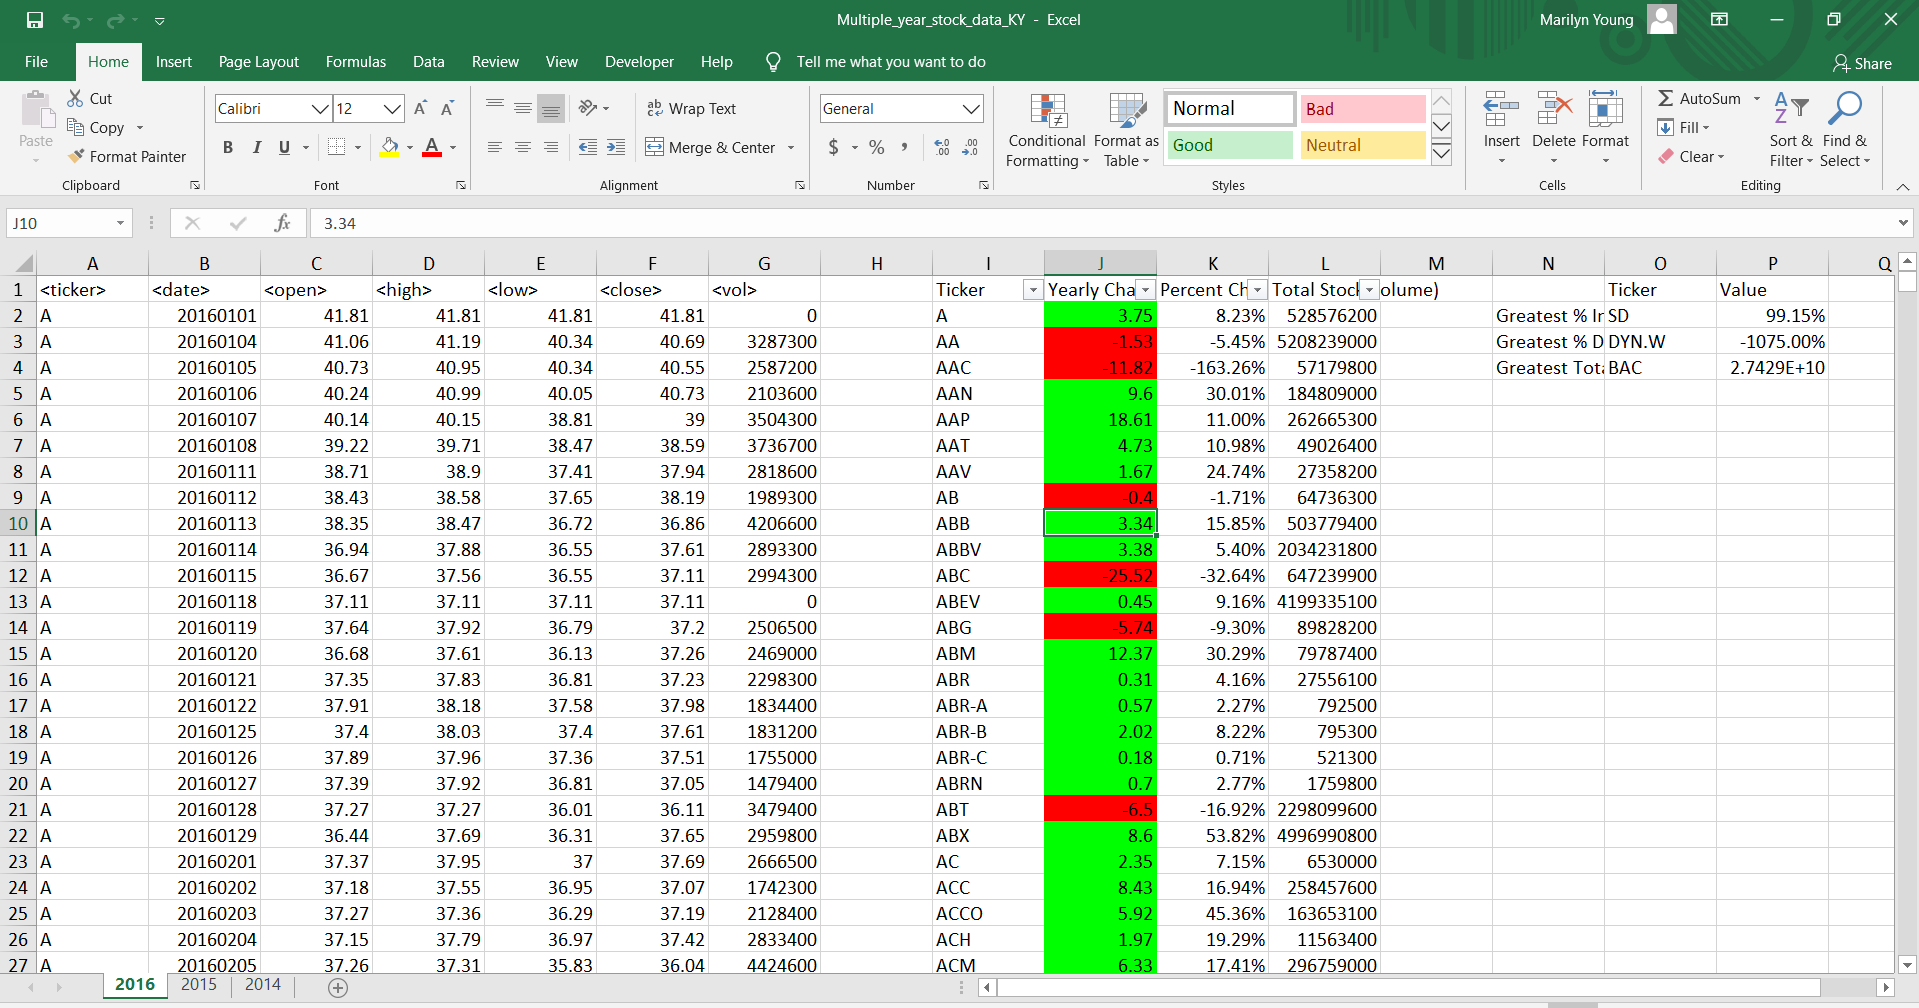 Multiple_year_stock_data_KY - Excel
Marilyn Young
File Home Insert Page Layout Formulas Data Review View Developer Help Tell me what you want to do Share
Paste Cut Calibri 12 A A ab Wrap Text General Normal Bad AutoSum
Copy Conditional Formatting Format as Table Good Neutral Insert Delete Format Fill Sort & Filter Find & Select
Format Painter B I U A Merge & Center $ % , Clear
Clipboard Font Alignment Number Styles Cells Editing
J10 fx 3.34
A B C D E F G H I J K L M N O P Q
1 <ticker> <date> <open> <high> <low> <close> <vol> Ticker Yearly Cha Percent Ch Total Stock olume) Ticker Value
2 A 20160101 41.81 41.81 41.81 41.81 0 A 3.75 8.23% 528576200 Greatest % In SD 99.15%
3 A 20160104 41.06 41.19 40.34 40.69 3287300 AA -1.53 -5.45% 5208239000 Greatest % D DYN.W -1075.00%
4 A 20160105 40.73 40.95 40.34 40.55 2587200 AAC -11.82 -163.26% 57179800 Greatest Tota BAC 2.7429E+10
5 A 20160106 40.24 40.99 40.05 40.73 2103600 AAN 9.6 30.01% 184809000
6 A 20160107 40.14 40.15 38.81 39 3504300 AAP 18.61 11.00% 262665300
7 A 20160108 39.22 39.71 38.47 38.59 3736700 AAT 4.73 10.98% 49026400
8 A 20160111 38.71 38.9 37.41 37.94 2818600 AAV 1.67 24.74% 27358200
9 A 20160112 38.43 38.58 37.65 38.19 1989300 AB -0.4 -1.71% 64736300
10 A 20160113 38.35 38.47 36.72 36.86 4206600 ABB 3.34 15.85% 503779400
11 A 20160114 36.94 37.88 36.55 37.61 2893300 ABBV 3.38 5.40% 2034231800
12 A 20160115 36.67 37.56 36.55 37.11 2994300 ABC -25.52 -32.64% 647239900
13 A 20160118 37.11 37.11 37.11 37.11 0 ABEV 0.45 9.16% 4199335100
14 A 20160119 37.64 37.92 36.79 37.2 2506500 ABG -5.74 -9.30% 89828200
15 A 20160120 36.68 37.61 36.13 37.26 2469000 ABM 12.37 30.29% 79787400
16 A 20160121 37.35 37.83 36.81 37.23 2298300 ABR 0.31 4.16% 27556100
17 A 20160122 37.91 38.18 37.58 37.98 1834400 ABR-A 0.57 2.27% 792500
18 A 20160125 37.4 38.03 37.4 37.61 1831200 ABR-B 2.02 8.22% 795300
19 A 20160126 37.89 37.96 37.36 37.51 1755000 ABR-C 0.18 0.71% 521300
20 A 20160127 37.39 37.92 36.81 37.05 1479400 ABRN 0.7 2.77% 1759800
21 A 20160128 37.27 37.27 36.01 36.11 3479400 ABT -6.5 -16.92% 2298099600
22 A 20160129 36.44 37.69 36.31 37.65 2959800 ABX 8.6 53.82% 4996990800
23 A 20160201 37.37 37.95 37 37.69 2666500 AC 2.35 7.15% 6530000
24 A 20160202 37.18 37.55 36.95 37.07 1742300 ACC 8.43 16.94% 258457600
25 A 20160203 37.27 37.36 36.29 37.19 2128400 ACCO 5.92 45.36% 163653100
26 A 20160204 37.15 37.79 36.97 37.42 2833400 ACH 1.97 19.29% 11563400
27 A 20160205 37.26 37.31 35.83 36.04 4424600 ACM 6.33 17.41% 296759000
2016 2015 2014